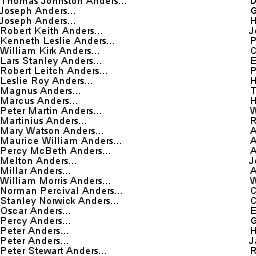 Thomas Johnston Anders... D
Joseph Anders... G
Joseph Anders... H
Robert Keith Anders... Jo
Kenneth Leslie Anders... P
William Kirk Anders... C
Lars Stanley Anders... E
Robert Leitch Anders... P
Leslie Roy Anders... H
Magnus Anders... T
Marcus Anders... H
Peter Martin Anders... W
Martinius Anders... R
Mary Watson Anders... A
Maurice William Anders... A
Percy McBeth Anders... A
Melton Anders... Jo
Millar Anders... A
William Morris Anders... W
Norman Percival Anders... C
Stanley Norwick Anders... C
Oscar Anders... E
Percy Anders... G
Peter Anders... H
Peter Anders... Ja
Peter Stewart Anders... R